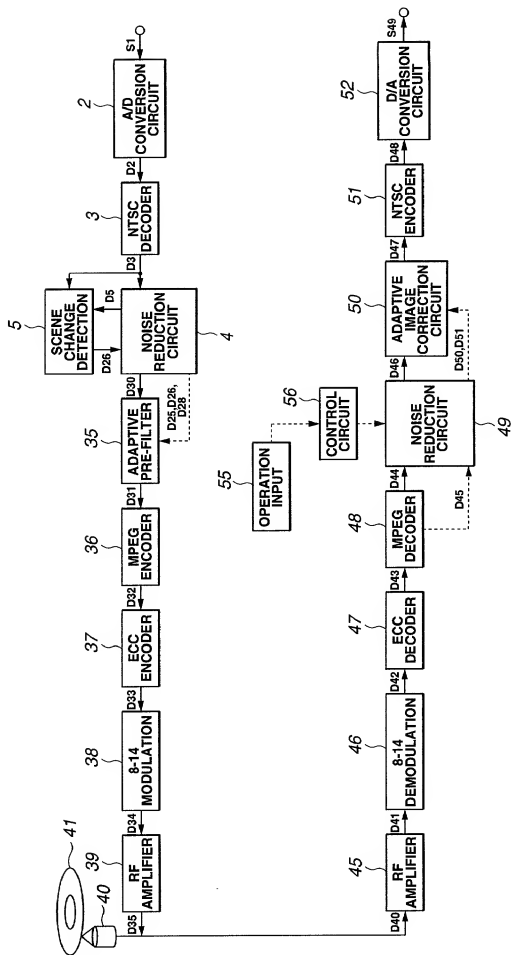 41
40
D35
39
RF
AMPLIFIER
D34
38
8-14
MODULATION
D33
37
ECC
ENCODER
D32
36
MPEG
ENCODER
D31
35
ADAPTIVE
PRE-FILTER
D30
D25,D26,
D28
5
SCENE
CHANGE
DETECTION
D26
D5
NOISE
REDUCTION
CIRCUIT
4
D3
3
NTSC
DECODER
D2
2
A/D
CONVERSION
CIRCUIT
S1
D40
45
RF
AMPLIFIER
D41
46
8-14
DEMODULATION
D42
47
ECC
DECODER
D43
48
MPEG
DECODER
D44
D45
55
OPERATION
INPUT
56
CONTROL
CIRCUIT
NOISE
REDUCTION
CIRCUIT
49
D46
D50,D51
50
ADAPTIVE
IMAGE
CORRECTION
CIRCUIT
D47
51
NTSC
ENCODER
D48
52
D/A
CONVERSION
CIRCUIT
S49